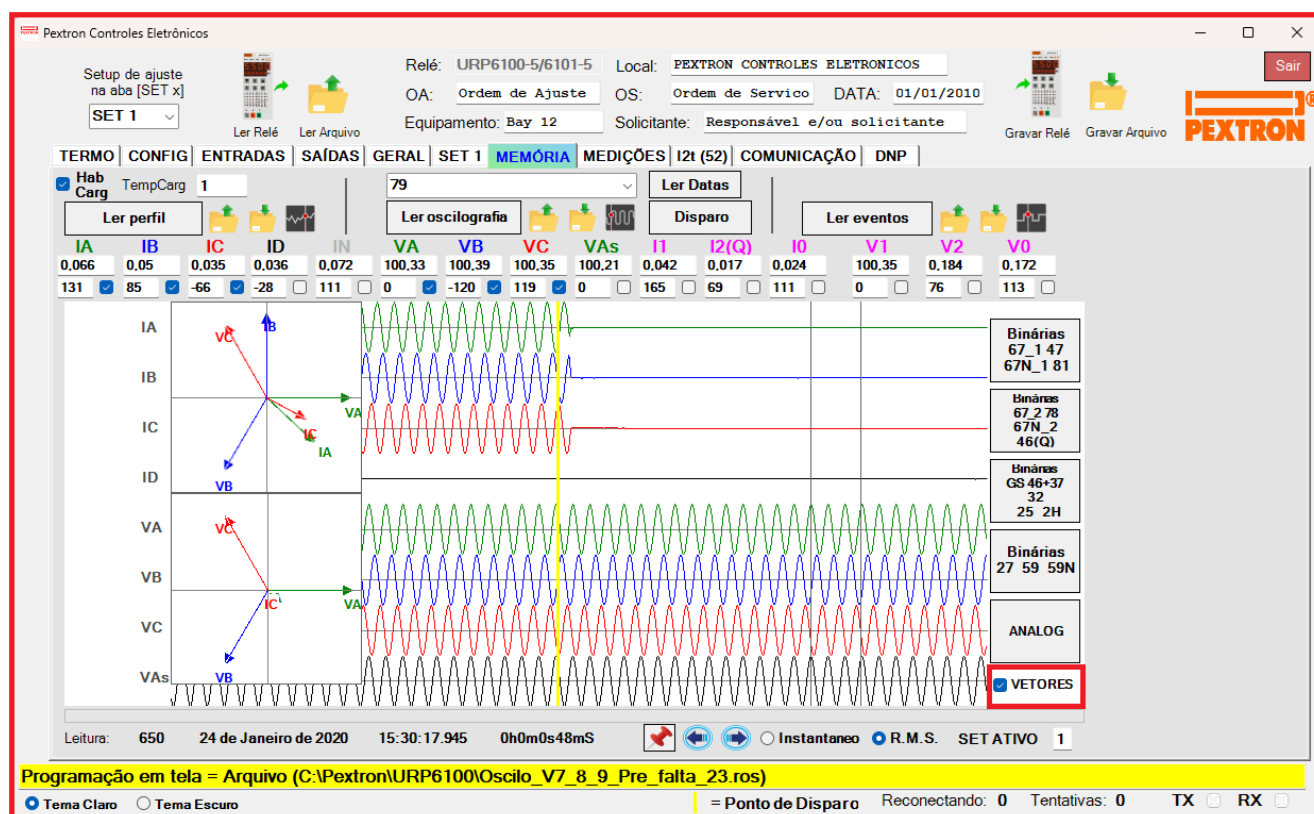 Pextron Controles Eletrônicos
Setup de ajuste
na aba [SET x]
SET 1
Ler Relé
Ler Arquivo
Relé: URP6100-5/6101-5 Local: PEXTRON CONTROLES ELETRONICOS
OA: Ordem de Ajuste OS: Ordem de Servico DATA: 01/01/2010
Equipamento: Bay 12 Solicitante: Responsável e/ou solicitante
Gravar Relé
Gravar Arquivo
Sair
PEXTRON®
TERMO CONFIG ENTRADAS SAÍDAS GERAL SET 1 MEMÓRIA MEDIÇÕES I2t (52) COMUNICAÇÃO DNP
Hab
Carg TempCarg 1
79 Ler Datas
Ler perfil Ler oscilografia Disparo Ler eventos
IA IB IC ID IN VA VB VC VAs I1 I2(Q) I0 V1 V2 V0
0,066 0,05 0,035 0,036 0,072 100,33 100,39 100,35 100,21 0,042 0,017 0,024 100,35 0,184 0,172
131 85 -66 -28 111 0 -120 119 0 165 69 111 0 76 113
IA
IB
IC
ID
VA
VB
VC
VAs
VC
IB
VA
IC
IA
VB
VC
IC
VA
VB
Binárias
67_1 47
67N_1 81
Binárias
67_2 78
67N_2
46(Q)
Binárias
GS 46+37
32
25 2H
Binárias
27 59 59N
ANALOG
VETORES
Leitura: 650 24 de Janeiro de 2020 15:30:17.945 0h0m0s48mS Instantaneo R.M.S. SET ATIVO 1
Programação em tela = Arquivo (C:\Pextron\URP6100\Oscilo_V7_8_9_Pre_falta_23.ros)
Tema Claro Tema Escuro = Ponto de Disparo Reconectando: 0 Tentativas: 0 TX RX